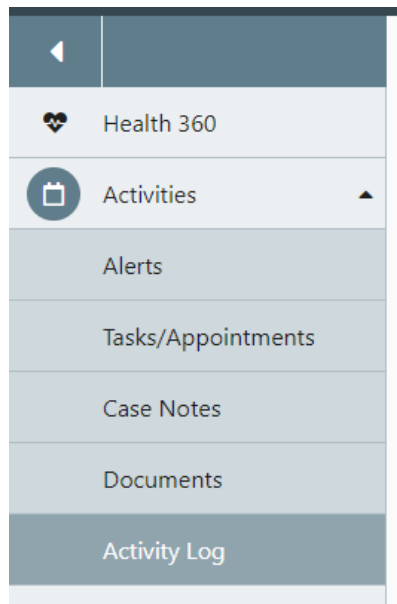 Health 360
Activities
Alerts
Tasks/Appointments
Case Notes
Documents
Activity Log